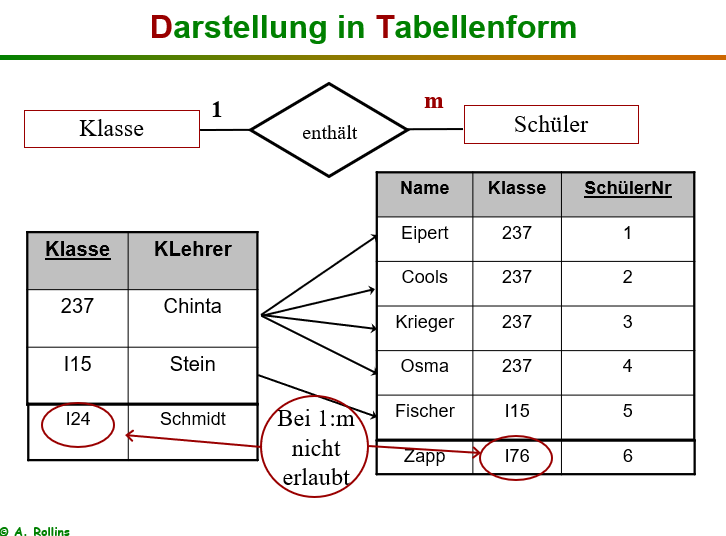 Darstellung in Tabellenform
Klasse 1 enthält m Schüler
Name Klasse SchülerNr
Eipert 237 1
Cools 237 2
Krieger 237 3
Osma 237 4
Fischer I15 5
Zapp I76 6
Klasse KLehrer
237 Chinta
I15 Stein
I24 Schmidt
Bei 1:m
nicht
erlaubt
© A. Rollins